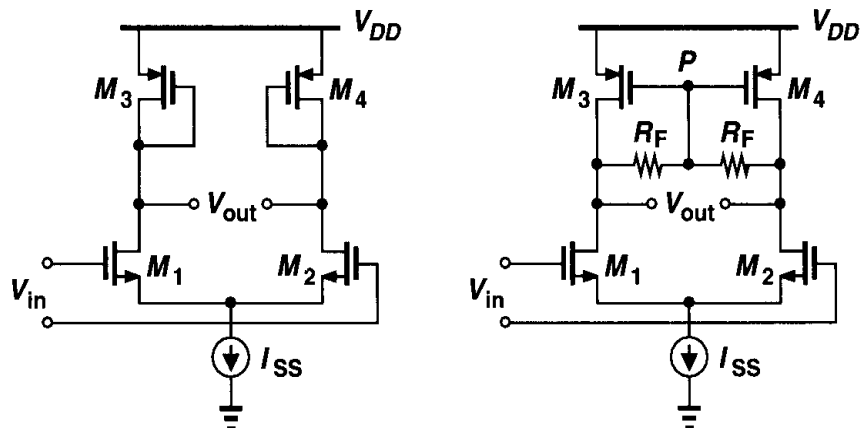 V_DD
M_3
M_4
V_out
M_1
M_2
V_in
I_SS
V_DD
P
M_3
M_4
R_F
R_F
V_out
M_1
M_2
V_in
I_SS